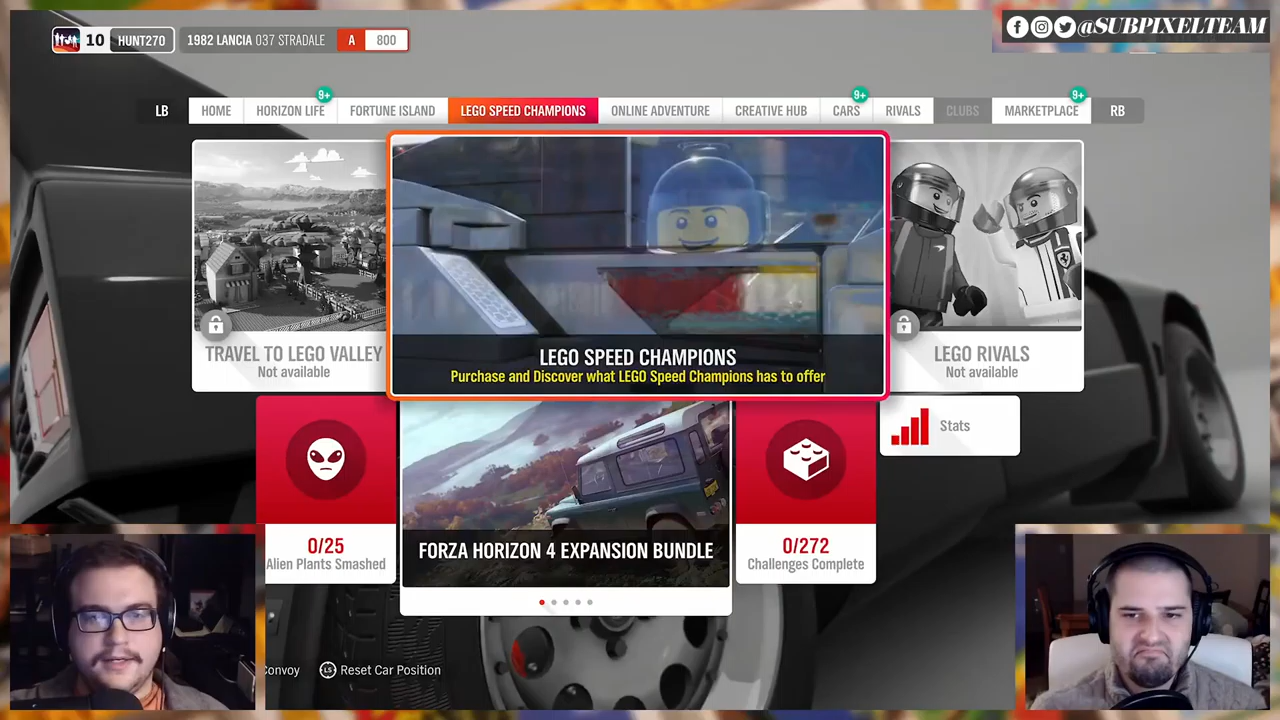 @SUBPIXELTEAM
10 HUNT270 1982 LANCIA 037 STRADALE A 800
9+ 9+ 9+
LB HOME HORIZON LIFE FORTUNE ISLAND LEGO SPEED CHAMPIONS ONLINE ADVENTURE CREATIVE HUB CARS RIVALS CLUBS MARKETPLACE RB
TRAVEL TO LEGO VALLEY
Not available
LEGO SPEED CHAMPIONS
Purchase and Discover what LEGO Speed Champions has to offer
LEGO RIVALS
Not available
Stats
0/25
Alien Plants Smashed
FORZA HORIZON 4 EXPANSION BUNDLE
0/272
Challenges Complete
Convoy LS Reset Car Position